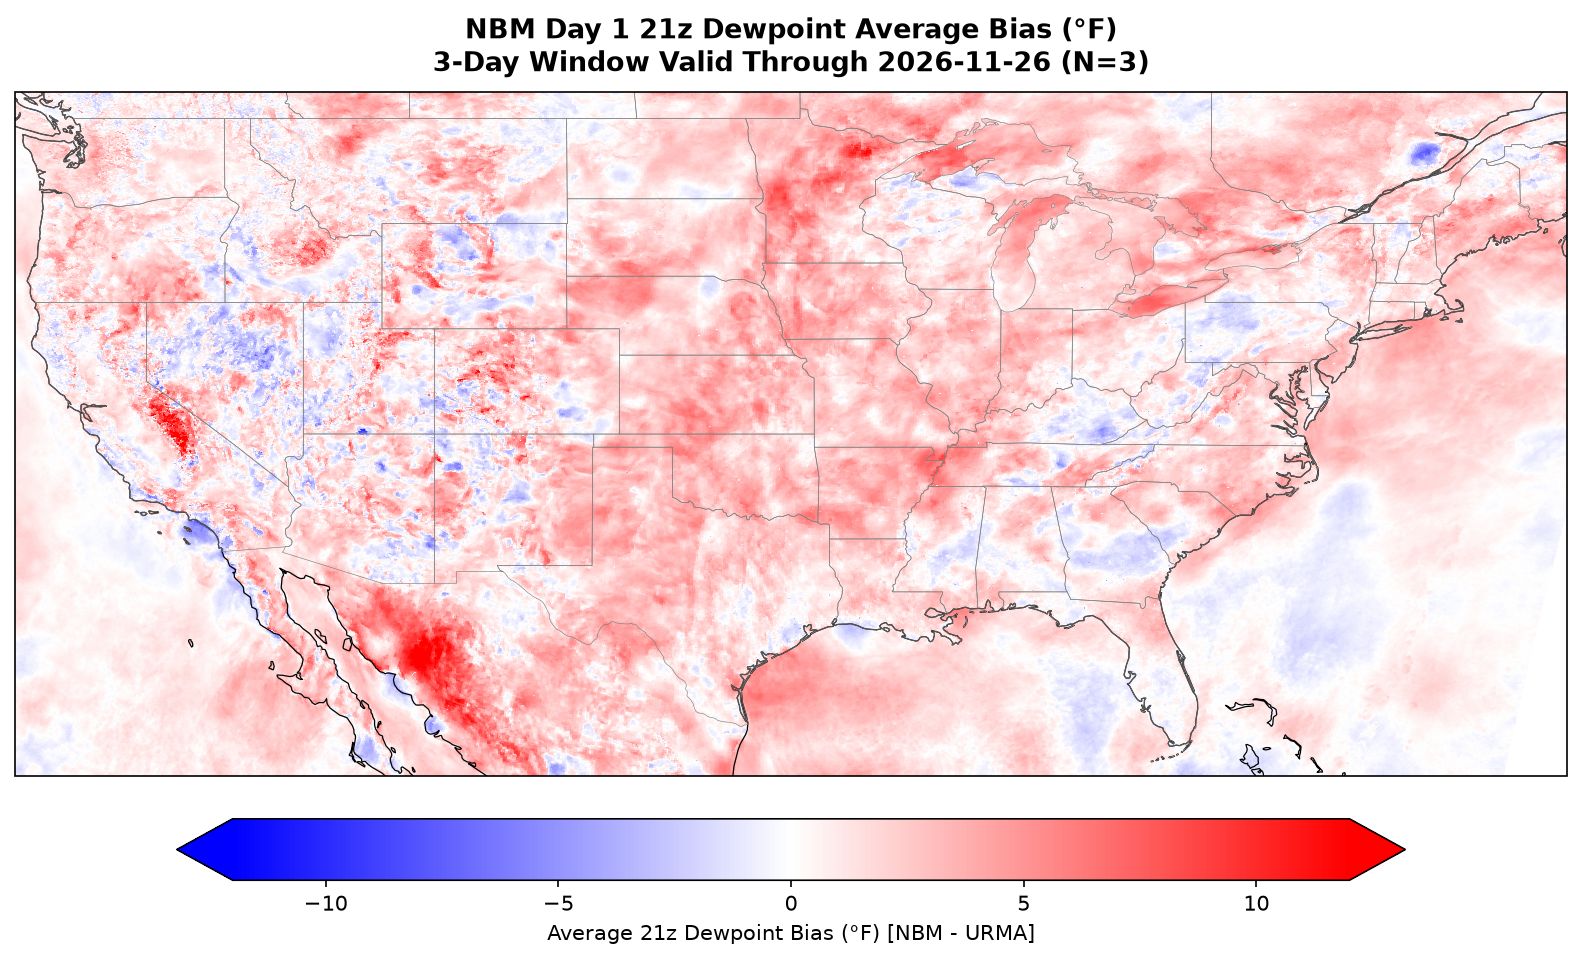 NBM Day 1 21z Dewpoint Average Bias (°F)
3-Day Window Valid Through 2026-11-26 (N=3)
−10 −5 0 5 10
Average 21z Dewpoint Bias (°F) [NBM - URMA]